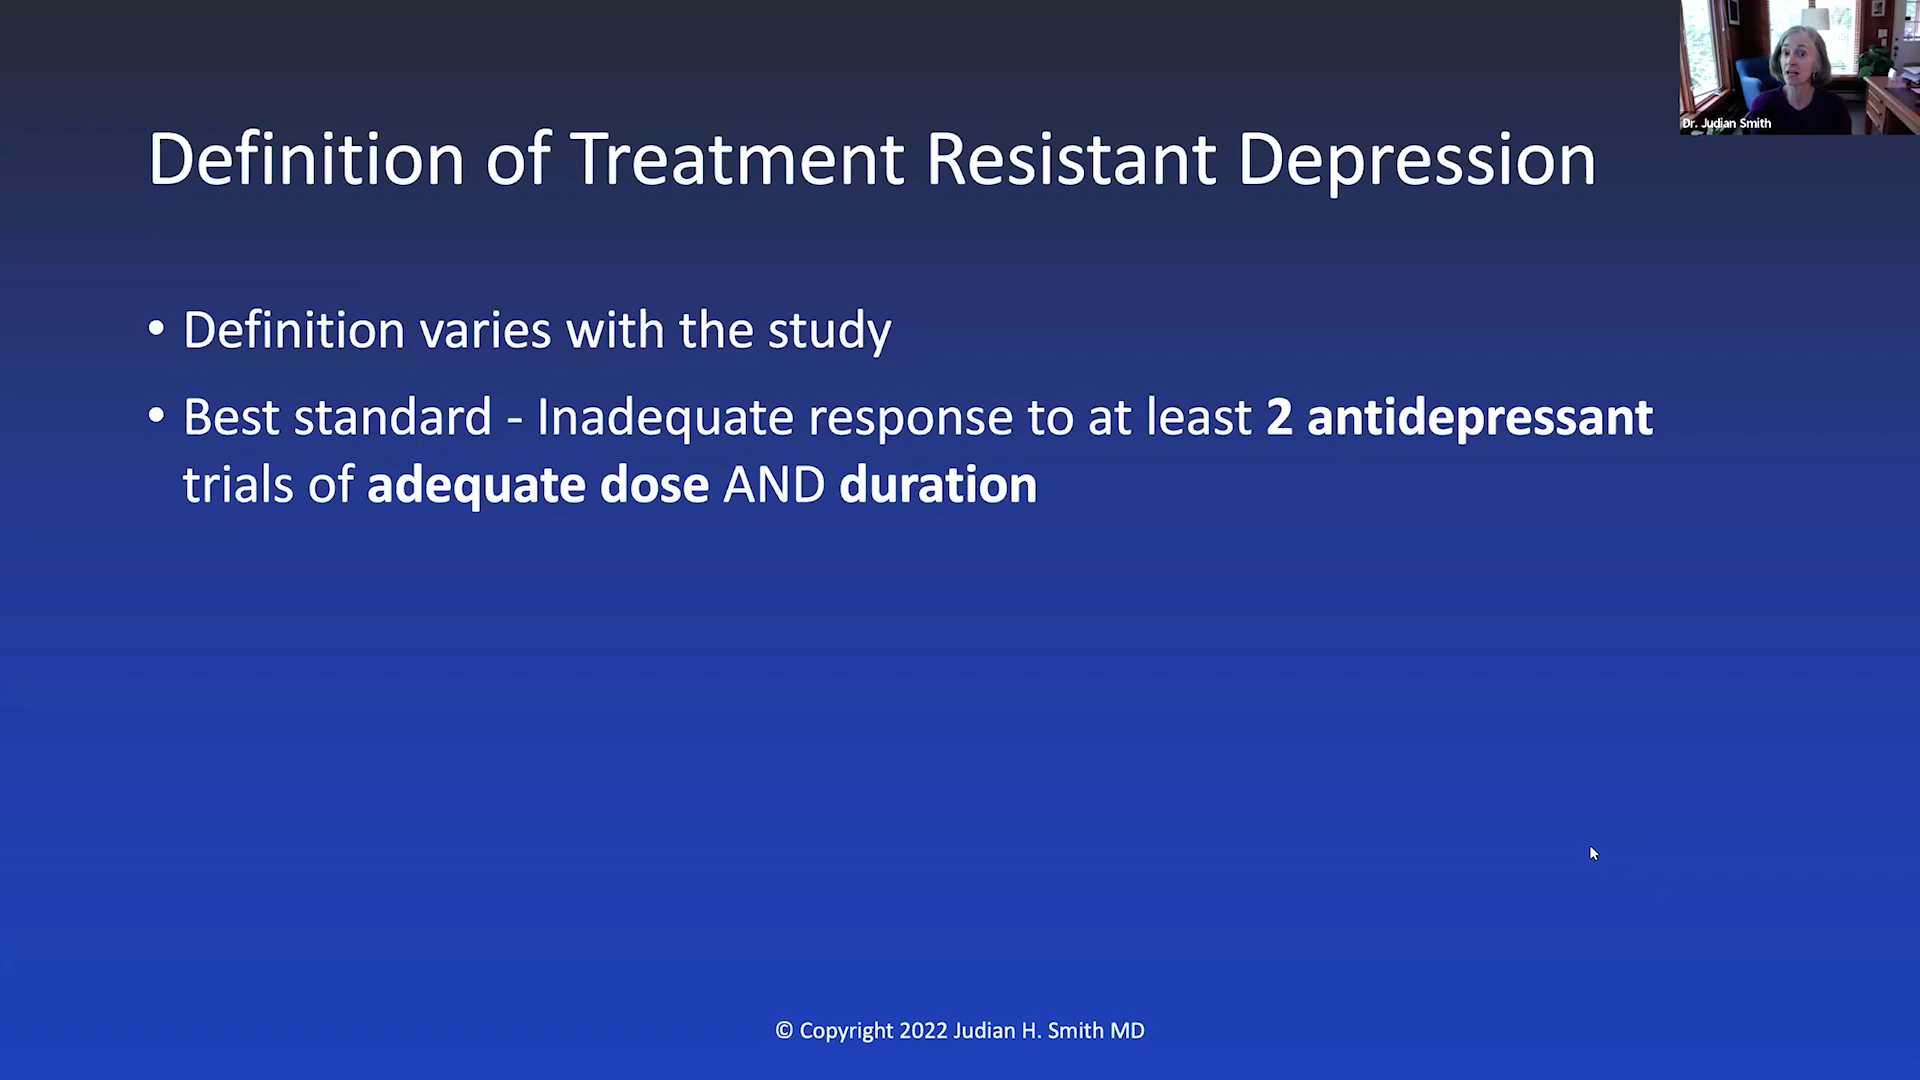 Dr. Judian Smith
Definition of Treatment Resistant Depression
• Definition varies with the study
• Best standard - Inadequate response to at least 2 antidepressant
trials of adequate dose AND duration
© Copyright 2022 Judian H. Smith MD